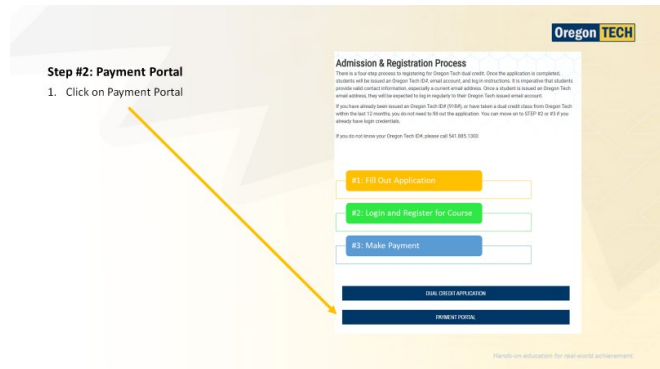 Oregon TECH
Step #2: Payment Portal
1. Click on Payment Portal
Admission & Registration Process
There is a four-step process to registering for Oregon Tech dual credit. Once the application is completed,
students will be issued an Oregon Tech ID#, email account, and log in instructions. It is imperative that students
provide valid contact information, especially a current email address. Once a student is issued an Oregon Tech
email address, they will be expected to log in regularly to their Oregon Tech issued email account.
If you have already been issued an Oregon Tech ID# (918#), or have taken a dual credit class from Oregon Tech
within the last 12 months, you do not need to fill out the application. You can move on to STEP #2 or #3 if you
already have login credentials.
If you do not know your Oregon Tech ID#, please call 541.885.1300.
#1: Fill Out Application
#2: Login and Register for Course
#3: Make Payment
DUAL CREDIT APPLICATION
PAYMENT PORTAL
Hands-on education for real-world achievement.